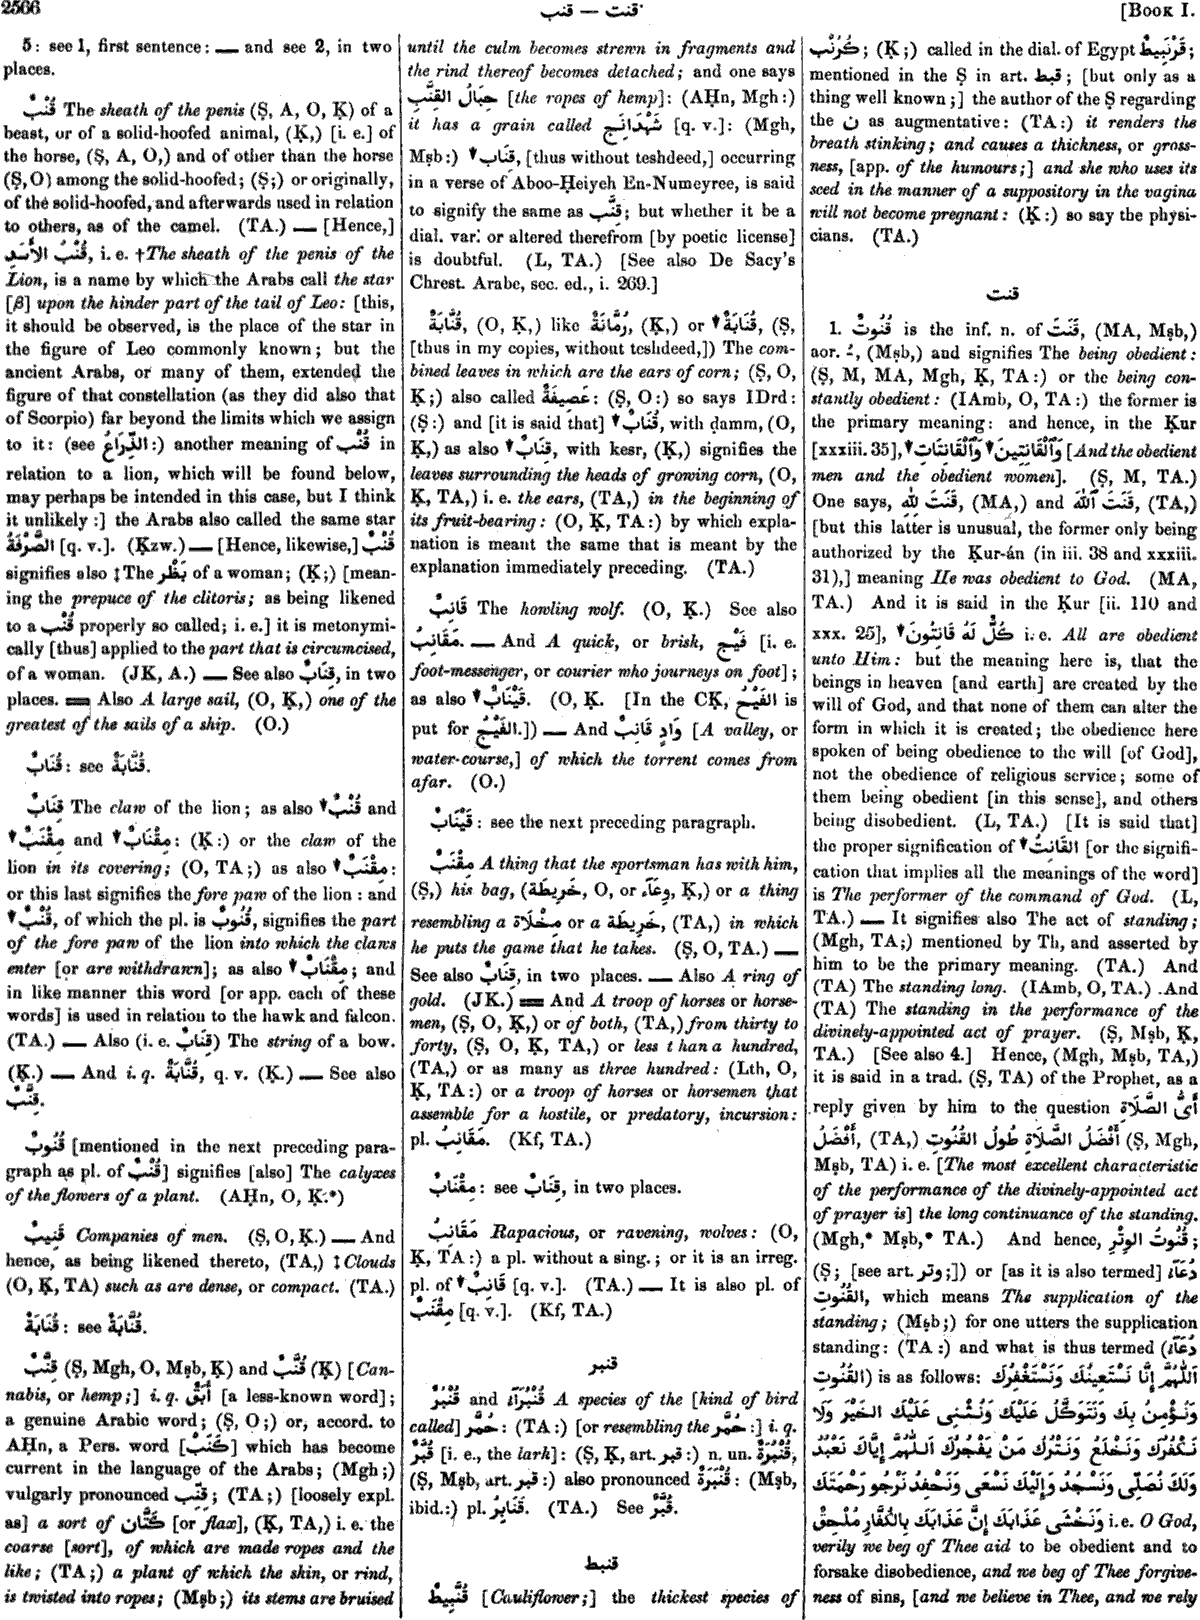 2566
قنب — قنت
[BOOK I.
5: see 1, first sentence: — and see 2, in two
places.
قُنْبٌ The sheath of the penis (Ṣ, A, O, Ḳ) of a
beast, or of a solid-hoofed animal, (Ḳ,) [i. e.] of
the horse, (Ṣ, A, O,) and of other than the horse
(Ṣ, O) among the solid-hoofed; (Ṣ;) or originally,
of the solid-hoofed, and afterwards used in relation
to others, as of the camel. (TA.) — [Hence,]
قُنْبُ الأَسَدِ, i. e. †The sheath of the penis of the
Lion, is a name by which the Arabs call the star
[β] upon the hinder part of the tail of Leo: [this,
it should be observed, is the place of the star in
the figure of Leo commonly known; but the
ancient Arabs, or many of them, extended the
figure of that constellation (as they did also that
of Scorpio) far beyond the limits which we assign
to it: (see الذِّرَاعُ:) another meaning of قُنْب in
relation to a lion, which will be found below,
may perhaps be intended in this case, but I think
it unlikely:] the Arabs also called the same star
الصَّرْفَةُ [q. v.]. (Ḳzw.) — [Hence, likewise,] قُنْبٌ
signifies also ‡The بَظْر of a woman; (Ḳ;) [mean-
ing the prepuce of the clitoris; as being likened
to a قُنْب properly so called; i. e.] it is metonymi-
cally [thus] applied to the part that is circumcised,
of a woman. (JK, A.) — See also قِنَابٌ, in two
places. = Also A large sail, (O, Ḳ,) one of the
greatest of the sails of a ship. (O.)
قُنَابٌ: see قُنَّابَةٌ.
قِنَابٌ The claw of the lion; as also ▼ قُنْبٌ and
▼ مِقْنَبٌ and ▼ مِقْنَابٌ: (Ḳ:) or the claw of the
lion in its covering; (O, TA;) as also ▼ مِقْنَبٌ:
or this last signifies the fore paw of the lion: and
▼ قُنْبٌ, of which the pl. is قُنُوبٌ, signifies the part
of the fore paw of the lion into which the claws
enter [or are withdrawn]; as also ▼ مِقْنَابٌ; and
in like manner this word [or app. each of these
words] is used in relation to the hawk and falcon.
(TA.) — Also (i. e. قِنَابٌ) The string of a bow.
(Ḳ.) — And i. q. قُنَّابَةٌ, q. v. (Ḳ.) — See also
قِنَّبٌ.
قُنُوبٌ [mentioned in the next preceding para-
graph as pl. of قُنْبٌ] signifies [also] The calyxes
of the flowers of a plant. (AḤn, O, Ḳ.*)
قَنِيبٌ Companies of men. (Ṣ, O, Ḳ.) — And
hence, as being likened thereto, (TA,) ‡Clouds
(O, Ḳ, TA) such as are dense, or compact. (TA.)
قُنَابَةٌ: see قُنَّابَةٌ.
قِنَّبٌ (Ṣ, Mgh, O, Mṣb, Ḳ) and قُنَّبٌ (Ḳ) [Can-
nabis, or hemp;] i. q. أَبَقٌ [a less-known word];
a genuine Arabic word; (Ṣ, O;) or, accord. to
AḤn, a Pers. word [كَنَبْ] which has become
current in the language of the Arabs; (Mgh;)
vulgarly pronounced قِنِّب; (TA;) [loosely expl.
as] a sort of كَتَّان [or flax], (Ḳ, TA,) i. e. the
coarse [sort], of which are made ropes and the
like; (TA;) a plant of which the skin, or rind,
is twisted into ropes; (Mṣb;) its stems are bruised
until the culm becomes strewn in fragments and
the rind thereof becomes detached; and one says
حِبَالُ القِنَّبِ [the ropes of hemp]: (AḤn, Mgh:)
it has a grain called شَهْدَانِج [q. v.]: (Mgh,
Mṣb:) ▼ قِنَاب, [thus without teshdeed,] occurring
in a verse of Aboo-Ḥeiyeh En-Numeyree, is said
to signify the same as قِنَّب; but whether it be a
dial. var. or altered therefrom [by poetic license]
is doubtful. (L, TA.) [See also De Sacy's
Chrest. Arabe, sec. ed., i. 269.]
قُنَّابَةٌ, (O, Ḳ,) like رُمَّانَةٌ, (Ḳ,) or ▼ قُنَابَةٌ, (Ṣ,
[thus in my copies, without teshdeed,]) The com-
bined leaves in which are the ears of corn; (Ṣ, O,
Ḳ;) also called عَصِيفَةٌ: (Ṣ, O:) so says IDrd:
(Ṣ:) and [it is said that] ▼ قُنَابٌ, with ḍamm, (O,
Ḳ,) as also ▼ قِنَابٌ, with kesr, (Ḳ,) signifies the
leaves surrounding the heads of growing corn, (O,
Ḳ, TA,) i. e. the ears, (TA,) in the beginning of
its fruit-bearing: (O, Ḳ, TA:) by which expla-
nation is meant the same that is meant by the
explanation immediately preceding. (TA.)
قَانِبٌ The howling wolf. (O, Ḳ.) See also
مَقَانِبُ. — And A quick, or brisk, فَيْج [i. e.
foot-messenger, or courier who journeys on foot];
as also ▼ قَيْنَابٌ. (O, Ḳ. [In the CḲ, الفَيْحُ is
put for الفَيْجُ.]) — And وَادٍ قَانِبٌ [A valley, or
water-course,] of which the torrent comes from
afar. (O.)
قَيْنَابٌ: see the next preceding paragraph.
مِقْنَبٌ A thing that the sportsman has with him,
(Ṣ,) his bag, (خَرِيطَة, O, or وِعَآء, Ḳ,) or a thing
resembling a مِخْلَاة or a خَرِيطَة, (TA,) in which
he puts the game that he takes. (Ṣ, O, TA.) —
See also قِنَابٌ, in two places. — Also A ring of
gold. (JK.) = And A troop of horses or horse-
men, (Ṣ, O, Ḳ,) or of both, (TA,) from thirty to
forty, (Ṣ, O, Ḳ, TA,) or less than a hundred,
(TA,) or as many as three hundred: (Lth, O,
Ḳ, TA:) or a troop of horses or horsemen that
assemble for a hostile, or predatory, incursion:
pl. مَقَانِبُ. (Kf, TA.)
مِقْنَابٌ: see قِنَابٌ, in two places.
مَقَانِبُ Rapacious, or ravening, wolves: (O,
Ḳ, TA:) a pl. without a sing.; or it is an irreg.
pl. of ▼ قَانِبٌ [q. v.]. (TA.) — It is also pl. of
مِقْنَبٌ [q. v.]. (Kf, TA.)
قنبر
قُنْبُرٌ and قُنْبُرَآءُ A species of the [kind of bird
called] حُمَّر: (TA:) [or resembling the حُمَّر:] i. q.
قُبَّرٌ [i. e., the lark]: (Ṣ, Ḳ, art. قبر:) n. un. قُنْبُرَةٌ;
(Ṣ, Mṣb, art. قبر:) also pronounced قُنْبَرَةٌ: (Mṣb,
ibid.:) pl. قَنَابِرُ. (TA.) See قُبَّرٌ.
قنبط
قُنَّبِيطٌ [Cauliflower;] the thickest species of
كُرُنْب; (Ḳ;) called in the dial. of Egypt قَرْنَبِيطٌ;
mentioned in the Ṣ in art. قبط; [but only as a
thing well known;] the author of the Ṣ regarding
the ن as augmentative: (TA:) it renders the
breath stinking; and causes a thickness, or gross-
ness, [app. of the humours;] and she who uses its
seed in the manner of a suppository in the vagina
will not become pregnant: (Ḳ:) so say the physi-
cians. (TA.)
قنت
1. قُنُوتٌ is the inf. n. of قَنَتَ, (MA, Mṣb,)
aor. ـُ, (Mṣb,) and signifies The being obedient:
(Ṣ, M, MA, Mgh, Ḳ, TA:) or the being con-
stantly obedient: (IAmb, O, TA:) the former is
the primary meaning: and hence, in the Ḳur
[xxxiii. 35], ▼ وَٱلْقَانِتِينَ ▼ وَٱلْقَانِتَاتِ [And the obedient
men and the obedient women]. (Ṣ, M, TA.)
One says, قَنَتَ لِلّٰهِ, (MA,) and قَنَتَ ٱللّٰهَ, (TA,)
[but this latter is unusual, the former only being
authorized by the Ḳur-án (in iii. 38 and xxxiii.
31),] meaning He was obedient to God. (MA,
TA.) And it is said in the Ḳur [ii. 110 and
xxx. 25], ▼ كُلٌّ لَهُ قَانِتُونَ i. e. All are obedient
unto Him: but the meaning here is, that the
beings in heaven [and earth] are created by the
will of God, and that none of them can alter the
form in which it is created; the obedience here
spoken of being obedience to the will [of God],
not the obedience of religious service; some of
them being obedient [in this sense], and others
being disobedient. (L, TA.) [It is said that]
the proper signification of ▼ القَانِتُ [or the signifi-
cation that implies all the meanings of the word]
is The performer of the command of God. (L,
TA.) — It signifies also The act of standing;
(Mgh, TA;) mentioned by Th, and asserted by
him to be the primary meaning. (TA.) And
(TA) The standing long. (IAmb, O, TA.) And
(TA) The standing in the performance of the
divinely-appointed act of prayer. (Ṣ, Mṣb, Ḳ,
TA.) [See also 4.] Hence, (Mgh, Mṣb, TA,)
it is said in a trad. (Ṣ, TA) of the Prophet, as a
reply given by him to the question أَىُّ الصَّلَاةِ
أَفْضَلُ, (TA,) أَفْضَلُ الصَّلَاةِ طُولُ القُنُوتِ (Ṣ, Mgh,
Mṣb, TA) i. e. [The most excellent characteristic
of the performance of the divinely-appointed act
of prayer is] the long continuance of the standing.
(Mgh,* Mṣb,* TA.) And hence, قُنُوتُ الوِتْرِ;
(Ṣ; [see art. وتر;]) or [as it is also termed] دُعَآءُ
القُنُوتِ, which means The supplication of the
standing; (Mṣb;) for one utters the supplication
standing: (TA:) and what is thus termed (دُعَآءُ
القُنُوتِ) is as follows: اَللّٰهُمَّ إِنَّا نَسْتَعِينُكَ وَنَسْتَغْفِرُكَ
وَنُؤْمِنُ بِكَ وَنَتَوَكَّلُ عَلَيْكَ وَنُثْنِى عَلَيْكَ الخَيْرَ وَلَا
نَكْفُرُكَ وَنَخْلَعُ وَنَتْرُكُ مَنْ يَفْجُرُكَ اَللّٰهُمَّ إِيَّاكَ نَعْبُدُ
وَلَكَ نُصَلِّى وَنَسْجُدُ وَإِلَيْكَ نَسْعَى وَنَحْفِدُ نَرْجُو رَحْمَتَكَ
وَنَخْشَى عَذَابَكَ إِنَّ عَذَابَكَ بِالكُفَّارِ مُلْحِقٌ i. e. O God,
verily we beg of Thee aid to be obedient and to
forsake disobedience, and we beg of Thee forgive-
ness of sins, [and we believe in Thee, and we rely